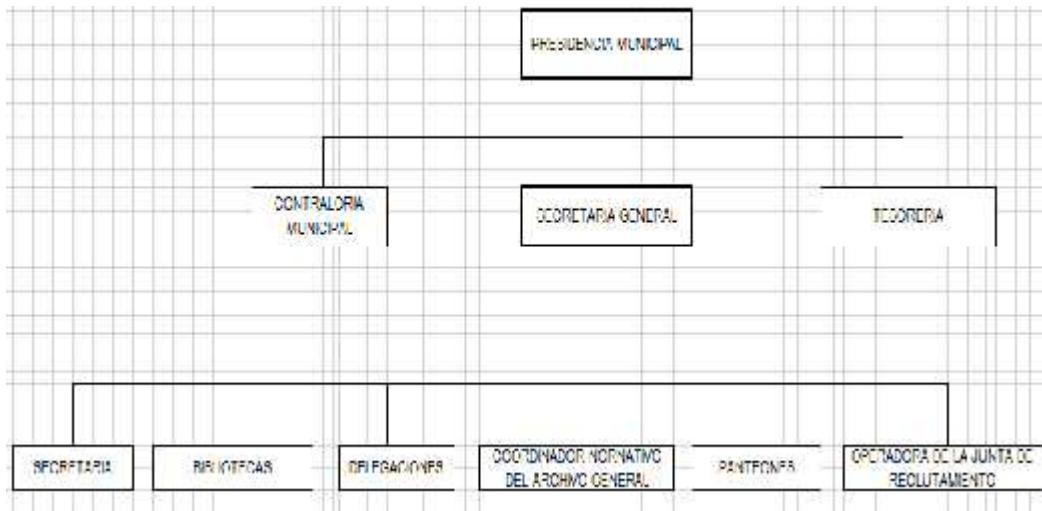 PRESIDENCIA MUNICIPAL
CONTRALORIA
MUNICIPAL
SECRETARIA GENERAL
TESORERIA
SECRETARIA
BIBLIOTECAS
DELEGACIONES
COORDINADOR NORMATIVO
DEL ARCHIVO GENERAL
PANTEONES
OPERADORA DE LA JUNTA DE
RECLUTAMIENTO